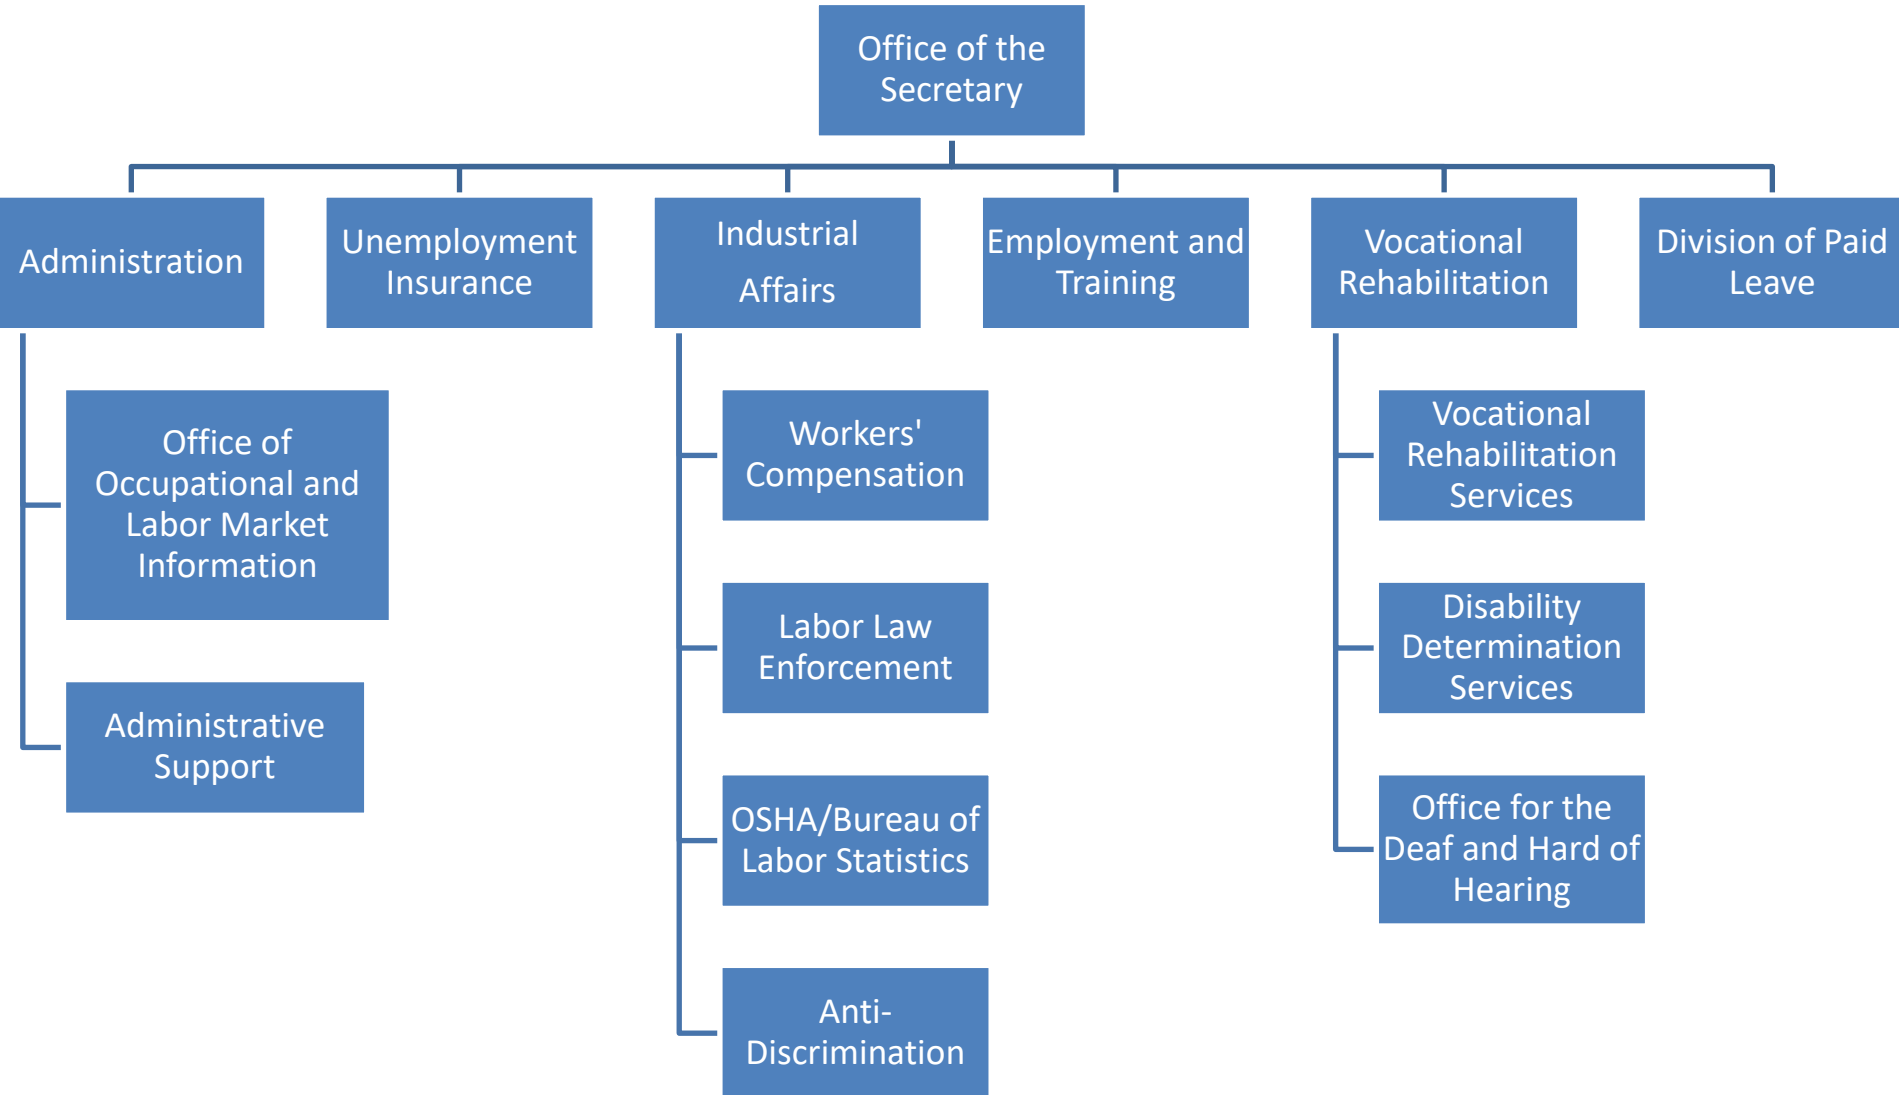 Office of the
Secretary
Administration
Unemployment
Insurance
Industrial
Affairs
Employment and
Training
Vocational
Rehabilitation
Division of Paid
Leave
Office of
Occupational and
Labor Market
Information
Administrative
Support
Workers'
Compensation
Labor Law
Enforcement
OSHA/Bureau of
Labor Statistics
Anti-
Discrimination
Vocational
Rehabilitation
Services
Disability
Determination
Services
Office for the
Deaf and Hard of
Hearing